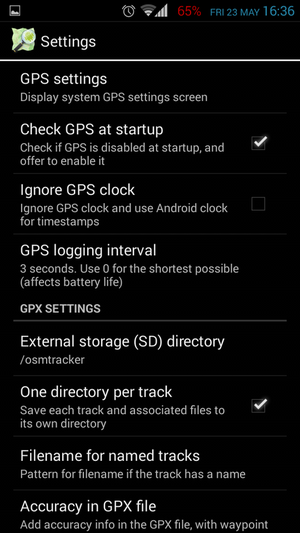 65% FRI 23 MAY 16:36
Settings
GPS settings
Display system GPS settings screen
Check GPS at startup
Check if GPS is disabled at startup, and
offer to enable it
Ignore GPS clock
Ignore GPS clock and use Android clock
for timestamps
GPS logging interval
3 seconds. Use 0 for the shortest possible
(affects battery life)
GPX SETTINGS
External storage (SD) directory
/osmtracker
One directory per track
Save each track and associated files to
its own directory
Filename for named tracks
Pattern for filename if the track has a name
Accuracy in GPX file
Add accuracy info in the GPX file, with waypoint